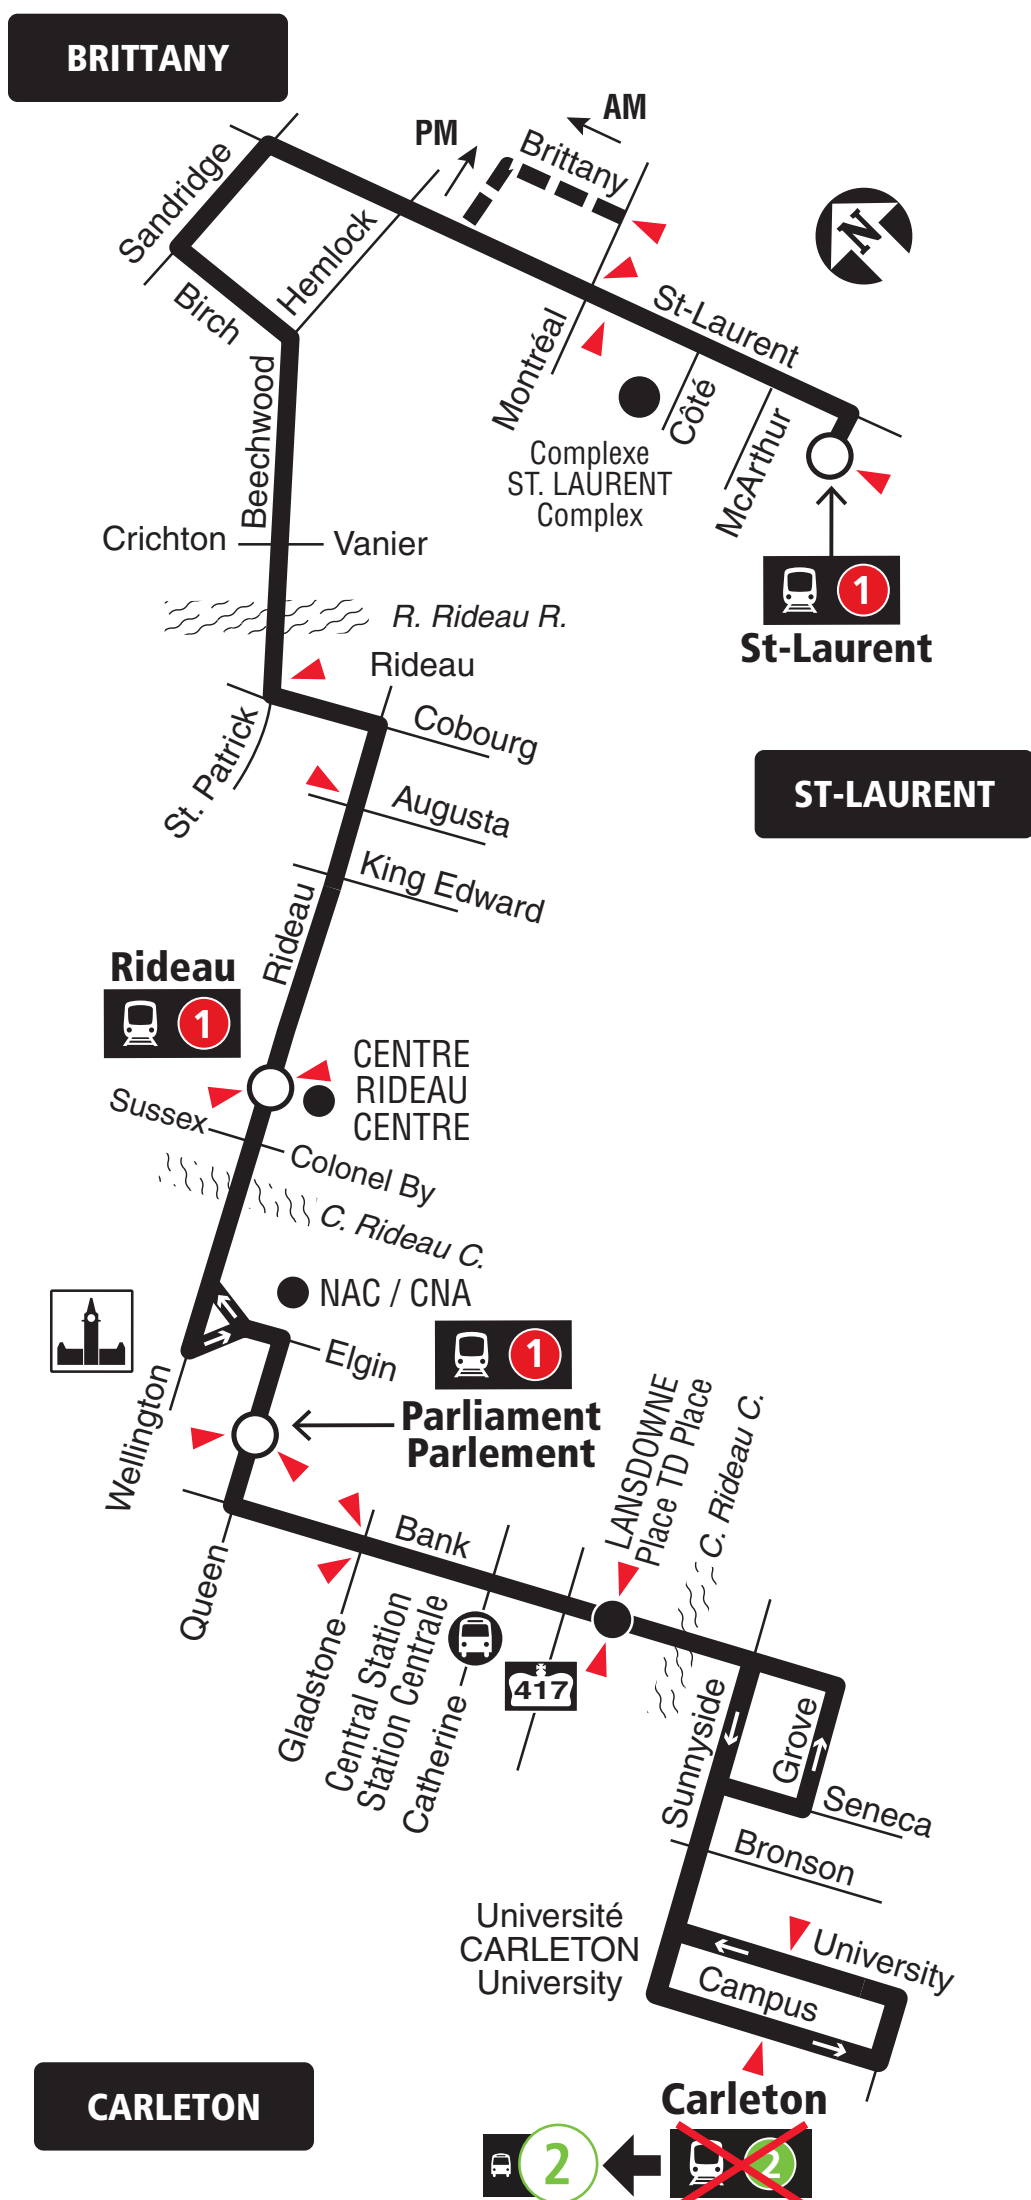 BRITTANY
AM
PM
Brittany
Sandridge
Hemlock
Birch
N
St-Laurent
Montréal
Côté
McArthur
Beechwood
Complexe
ST. LAURENT
Complex
Crichton
Vanier
1
St-Laurent
R. Rideau R.
Rideau
Cobourg
St. Patrick
ST-LAURENT
Augusta
King Edward
Rideau
Rideau
1
CENTRE
RIDEAU
CENTRE
Sussex
Colonel By
C. Rideau C.
NAC / CNA
Elgin
1
Parliament
Parlement
Wellington
LANSDOWNE
Place TD Place
C. Rideau C.
Bank
Queen
Gladstone
Central Station
Station Centrale
Catherine
417
Sunnyside
Grove
Seneca
Bronson
Université
CARLETON
University
University
Campus
CARLETON
Carleton
2
2